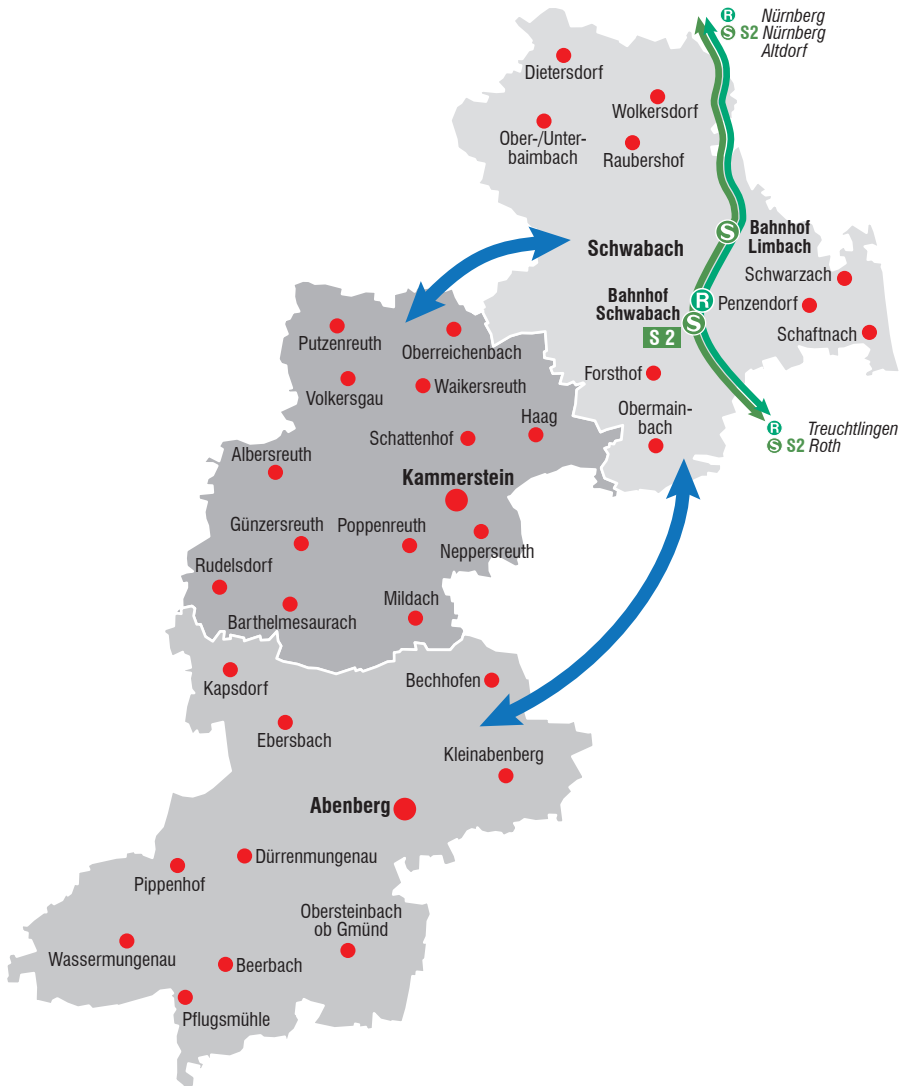 R Nürnberg
S S2 Nürnberg
Altdorf
Dietersdorf
Wolkersdorf
Ober-/Unter-
baimbach
Raubershof
Schwabach
S
Bahnhof
Limbach
Schwarzach
Bahnhof
Schwabach
R
S
S 2
Penzendorf
Schaftnach
Forsthof
Obermain-
bach
R Treuchtlingen
S S2 Roth
Putzenreuth
Oberreichenbach
Volkersgau
Waikersreuth
Haag
Schattenhof
Albersreuth
Kammerstein
Günzersreuth
Poppenreuth
Neppersreuth
Rudelsdorf
Barthelmesaurach
Mildach
Kapsdorf
Bechhofen
Ebersbach
Kleinabenberg
Abenberg
Dürrenmungenau
Pippenhof
Obersteinbach
ob Gmünd
Wassermungenau
Beerbach
Pflugsmühle